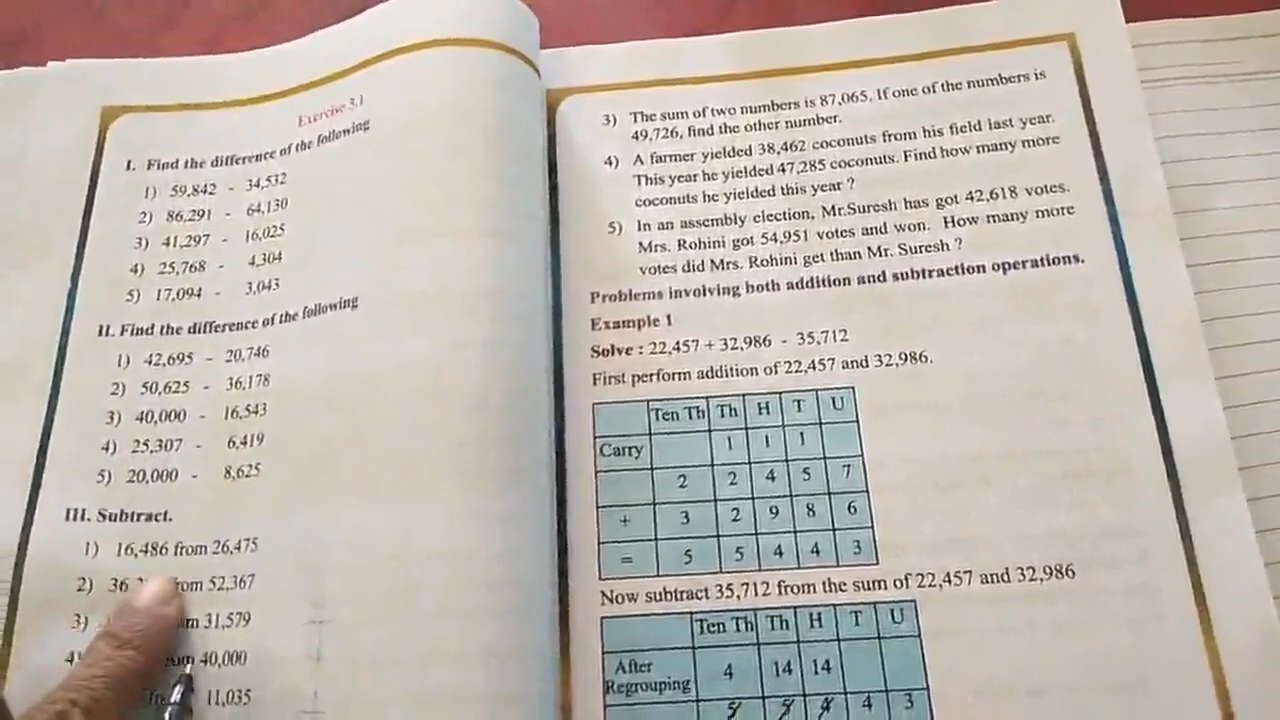 Exercise 3.1
I. Find the difference of the following
1) 59,842 - 34,532
2) 86,291 - 64,130
3) 41,297 - 16,025
4) 25,768 - 4,304
5) 17,094 - 3,043
II. Find the difference of the following
1) 42,695 - 20,746
2) 50,625 - 36,178
3) 40,000 - 16,543
4) 25,307 - 6,419
5) 20,000 - 8,625
III. Subtract.
1) 16,486 from 26,475
2) from 52,367
3) 31,579
4) 40,000
11,035
3) The sum of two numbers is 87,065. If one of the numbers is
49,726, find the other number.
4) A farmer yielded 38,462 coconuts from his field last year.
This year he yielded 47,285 coconuts. Find how many more
coconuts he yielded this year ?
5) In an assembly election, Mr.Suresh has got 42,618 votes.
Mrs. Rohini got 54,951 votes and won. How many more
votes did Mrs. Rohini get than Mr. Suresh ?
Problems involving both addition and subtraction operations.
Example 1
Solve : 22,457 + 32,986 - 35,712
First perform addition of 22,457 and 32,986.
Ten Th Th H T U
Carry 1 1 1
2 2 4 5 7
+ 3 2 9 8 6
= 5 5 4 4 3
Now subtract 35,712 from the sum of 22,457 and 32,986
Ten Th Th H T U
After
Regrouping 4 14 14
5 5 4 4 3